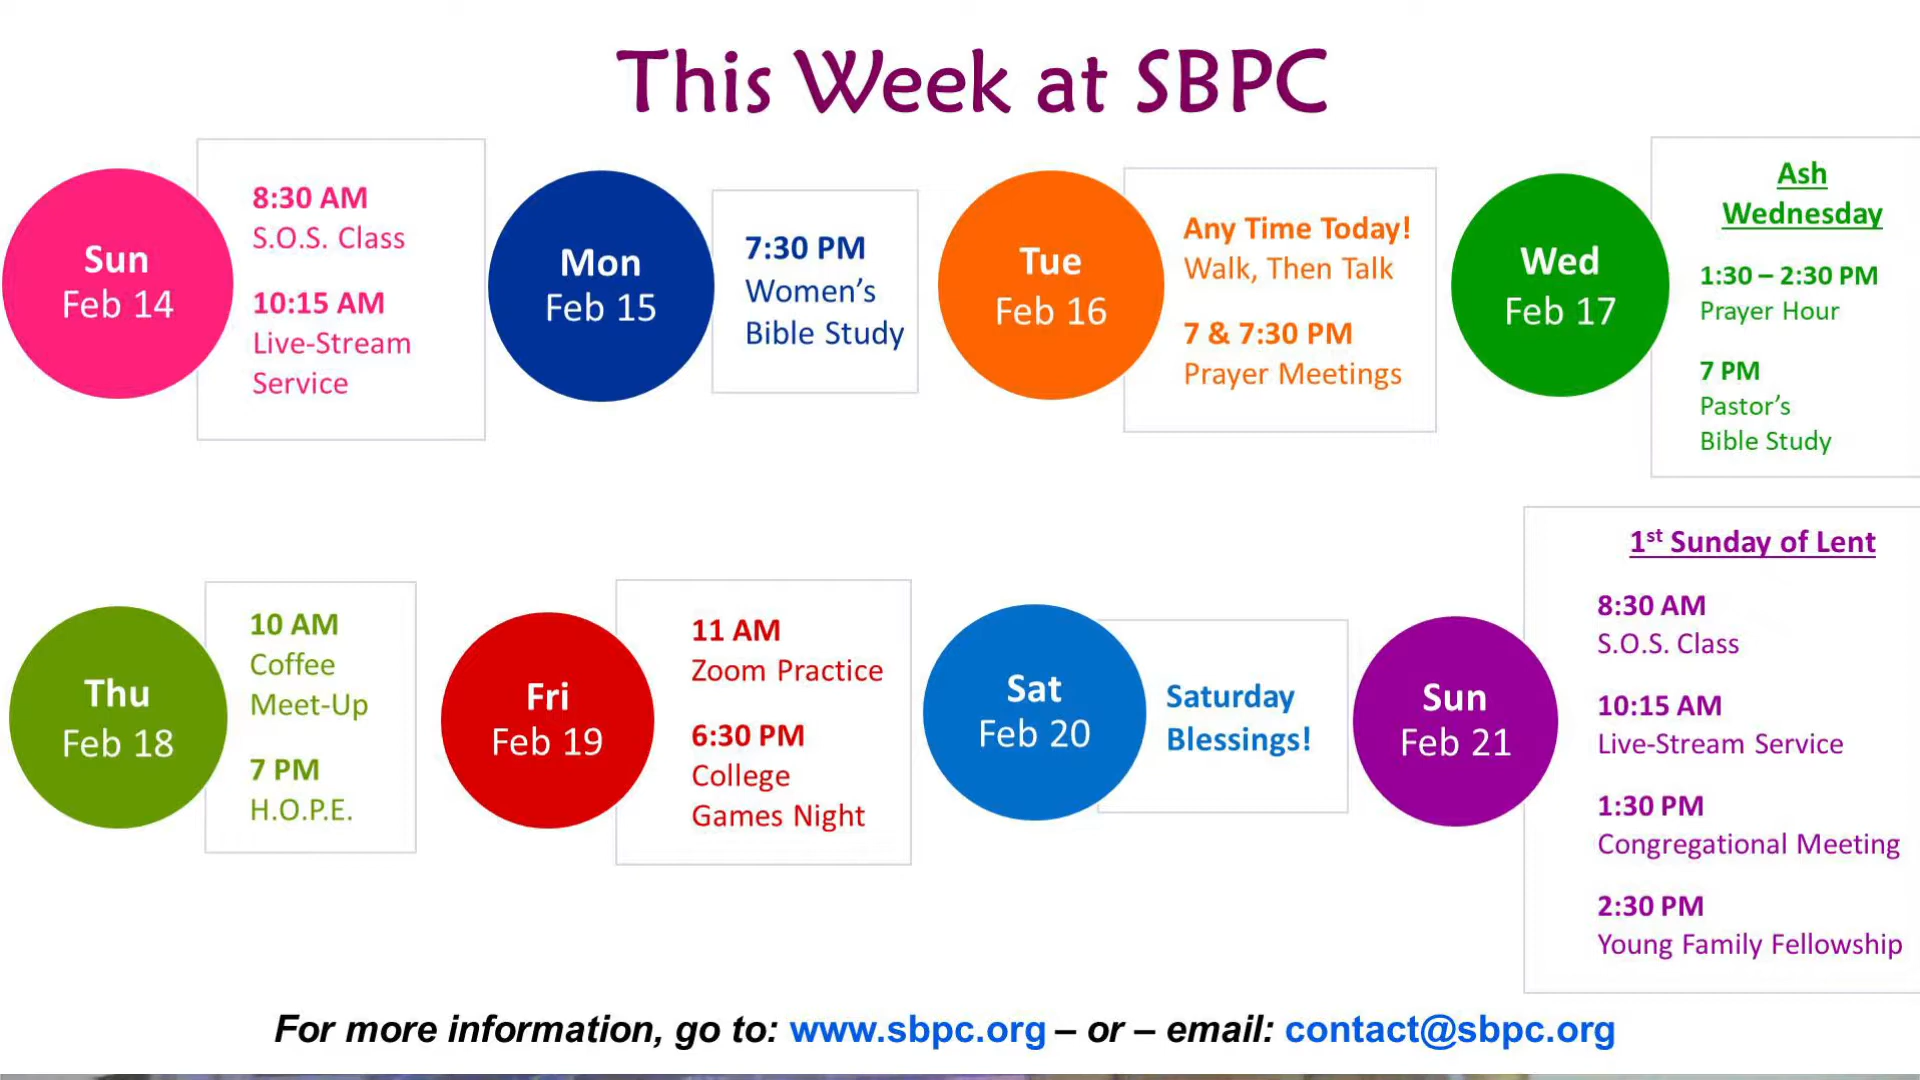 This Week at SBPC
Sun
Feb 14
8:30 AM
S.O.S. Class
10:15 AM
Live-Stream
Service
Mon
Feb 15
7:30 PM
Women’s
Bible Study
Tue
Feb 16
Any Time Today!
Walk, Then Talk
7 & 7:30 PM
Prayer Meetings
Wed
Feb 17
Ash
Wednesday
1:30 – 2:30 PM
Prayer Hour
7 PM
Pastor’s
Bible Study
Thu
Feb 18
10 AM
Coffee
Meet-Up
7 PM
H.O.P.E.
Fri
Feb 19
11 AM
Zoom Practice
6:30 PM
College
Games Night
Sat
Feb 20
Saturday
Blessings!
Sun
Feb 21
1st Sunday of Lent
8:30 AM
S.O.S. Class
10:15 AM
Live-Stream Service
1:30 PM
Congregational Meeting
2:30 PM
Young Family Fellowship
For more information, go to: www.sbpc.org – or – email: contact@sbpc.org